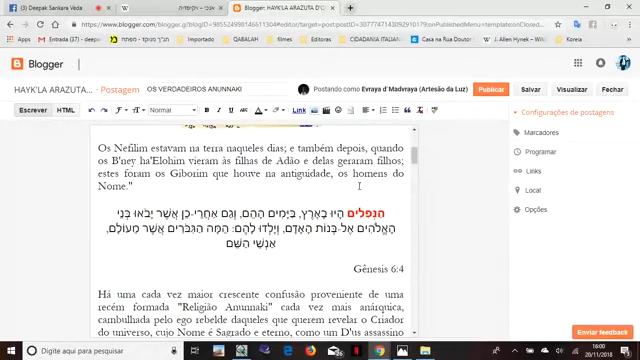 Deepak Sankara Veda
אנכי - ויקימילון
Blogger: HAYK'LA ARAZUTA D'O
https://www.blogger.com/blogger.g?blogID=
Apps
Entrada
Importado
QABALAH
CIDADANIA ITALIANA
Casa na Rua Doutor
J. Allen Hynek – Wiki
Outros favoritos
Blogger
HAYK'LA ARAZUTA...
· Postagem
OS VERDADEIROS ANUNNAKI
Postando como Evraya d'Madvraya (Artesão da Luz)
Publicar
Salvar
Visualizar
Fechar
Escrever
HTML
Normal
Link
Configurações de postagens
Marcadores
Programar
Links
Local
Opções
Os Nefilim estavam na terra naqueles dias; e também depois, quando
os B'ney ha'Elohim vieram às filhas de Adão e delas geraram filhos;
estes foram os Giborim que houve na antiguidade, os homens do
Nome."
הַנְּפִלִים הָיוּ בָאָרֶץ, בַּיָּמִים הָהֵם, וְגַם אַחֲרֵי-כֵן אֲשֶׁר יָבֹאוּ בְּנֵי
הָאֱלֹהִים אֶל-בְּנוֹת הָאָדָם, וְיָלְדוּ לָהֶם: הֵמָּה הַגִּבֹּרִים אֲשֶׁר מֵעוֹלָם,
אַנְשֵׁי הַשֵּׁם
Gênesis 6:4
Há uma cada vez maior crescente confusão proveniente de uma
recém formada "Religião Anunnaki" cada vez mais anárquica,
cambulhada pelo ego rebelde daqueles que querem revelar o Criador
do universo, cujo Nome é Sagrado e eterno, como um D'us assassino
Enviar feedback
Digite aqui para pesquisar
16:00
20/11/2018